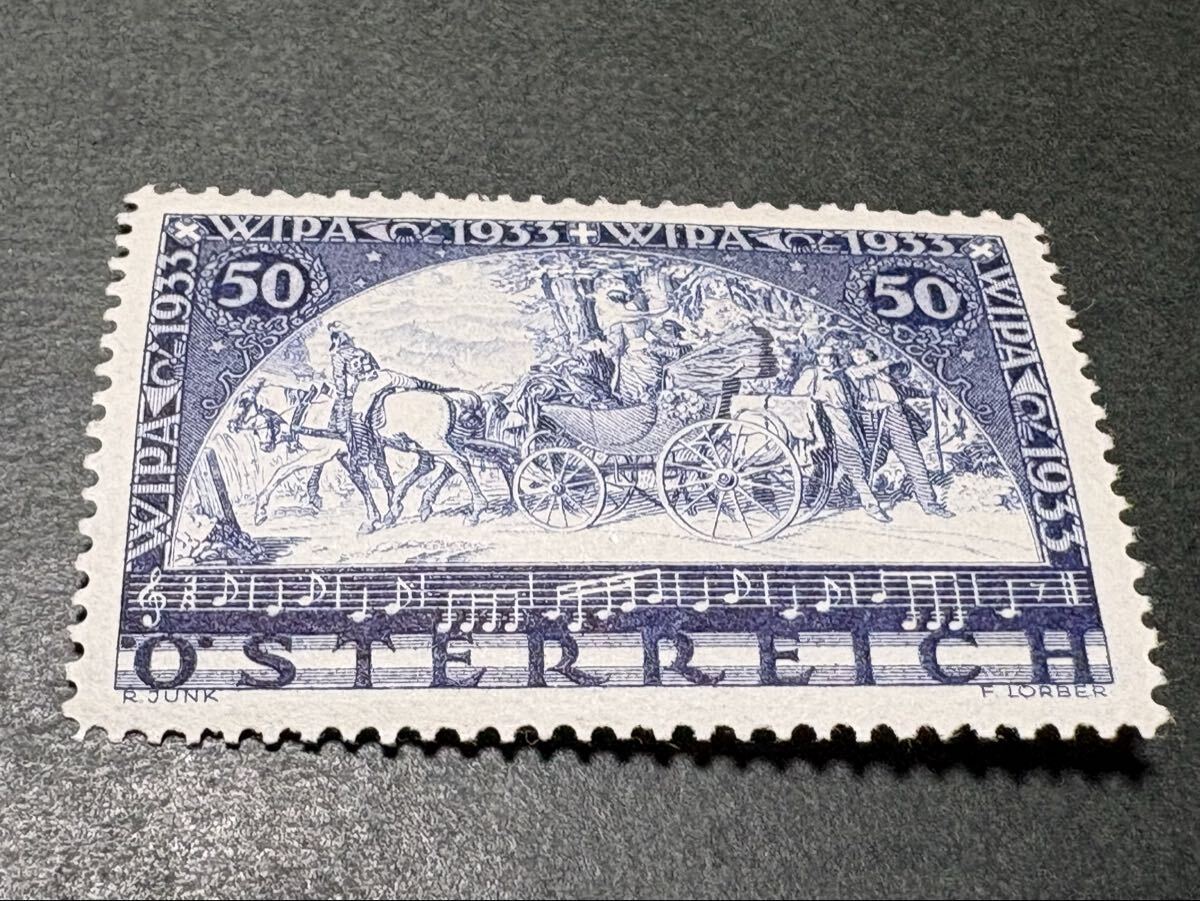 WIPA 1933 + WIPA 1933
WIPA 1933
50
50
WIPA 1933
ÖSTERREICH
R. JUNK
F. LORBER